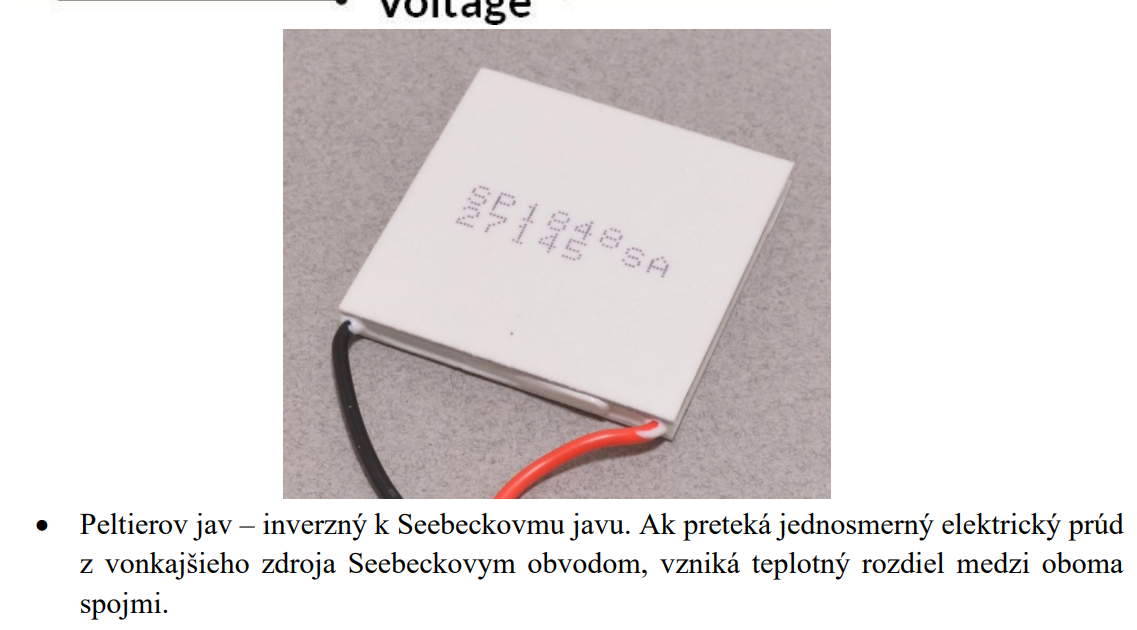 voltage
SP1848
27145 SA
• Peltierov jav – inverzný k Seebeckovmu javu. Ak preteká jednosmerný elektrický prúd
z vonkajšieho zdroja Seebeckovym obvodom, vzniká teplotný rozdiel medzi oboma
spojmi.